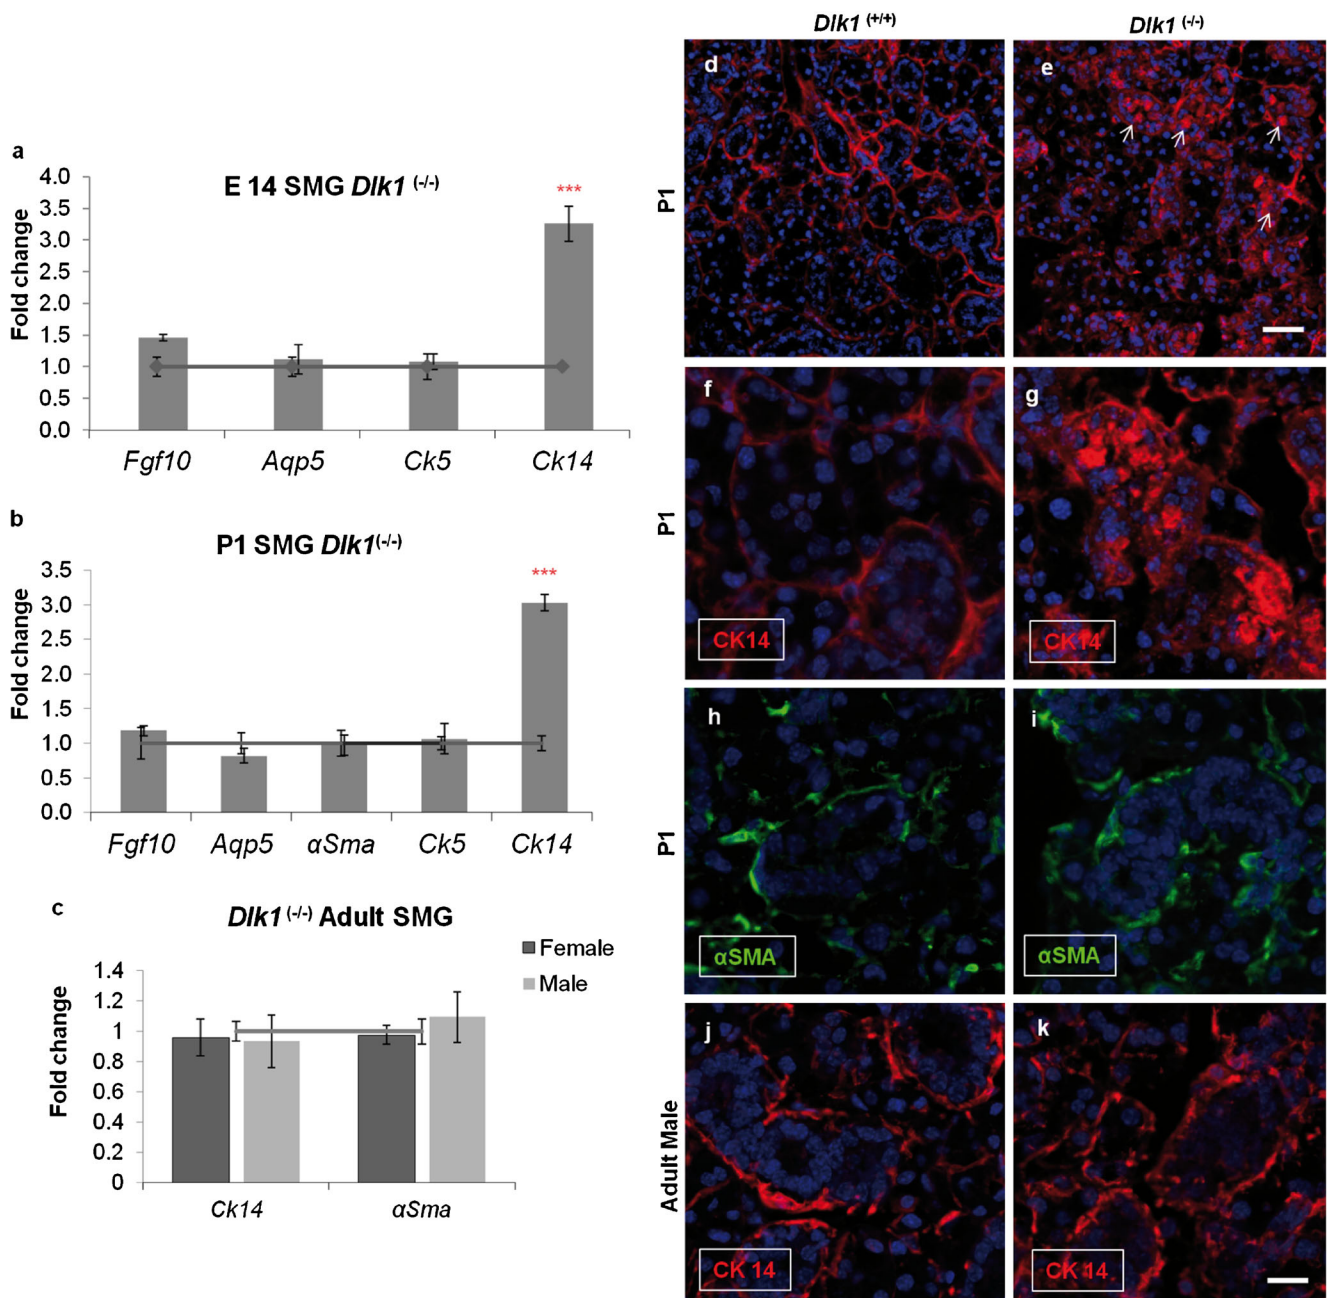 a
E 14 SMG Dlk1 (-/-)
***
Fold change
4.0
3.5
3.0
2.5
2.0
1.5
1.0
0.5
0.0
Fgf10 Aqp5 Ck5 Ck14
b
P1 SMG Dlk1(-/-)
***
Fold change
3.5
3.0
2.5
2.0
1.5
1.0
0.5
0.0
Fgf10 Aqp5 αSma Ck5 Ck14
c
Dlk1 (-/-) Adult SMG
Female
Male
Fold change
1.4
1.2
1
0.8
0.6
0.4
0.2
0
Ck14 αSma
Dlk1 (+/+) Dlk1 (-/-)
P1
d
e
P1
f
CK14
g
CK14
P1
h
αSMA
i
αSMA
Adult Male
j
CK 14
k
CK 14